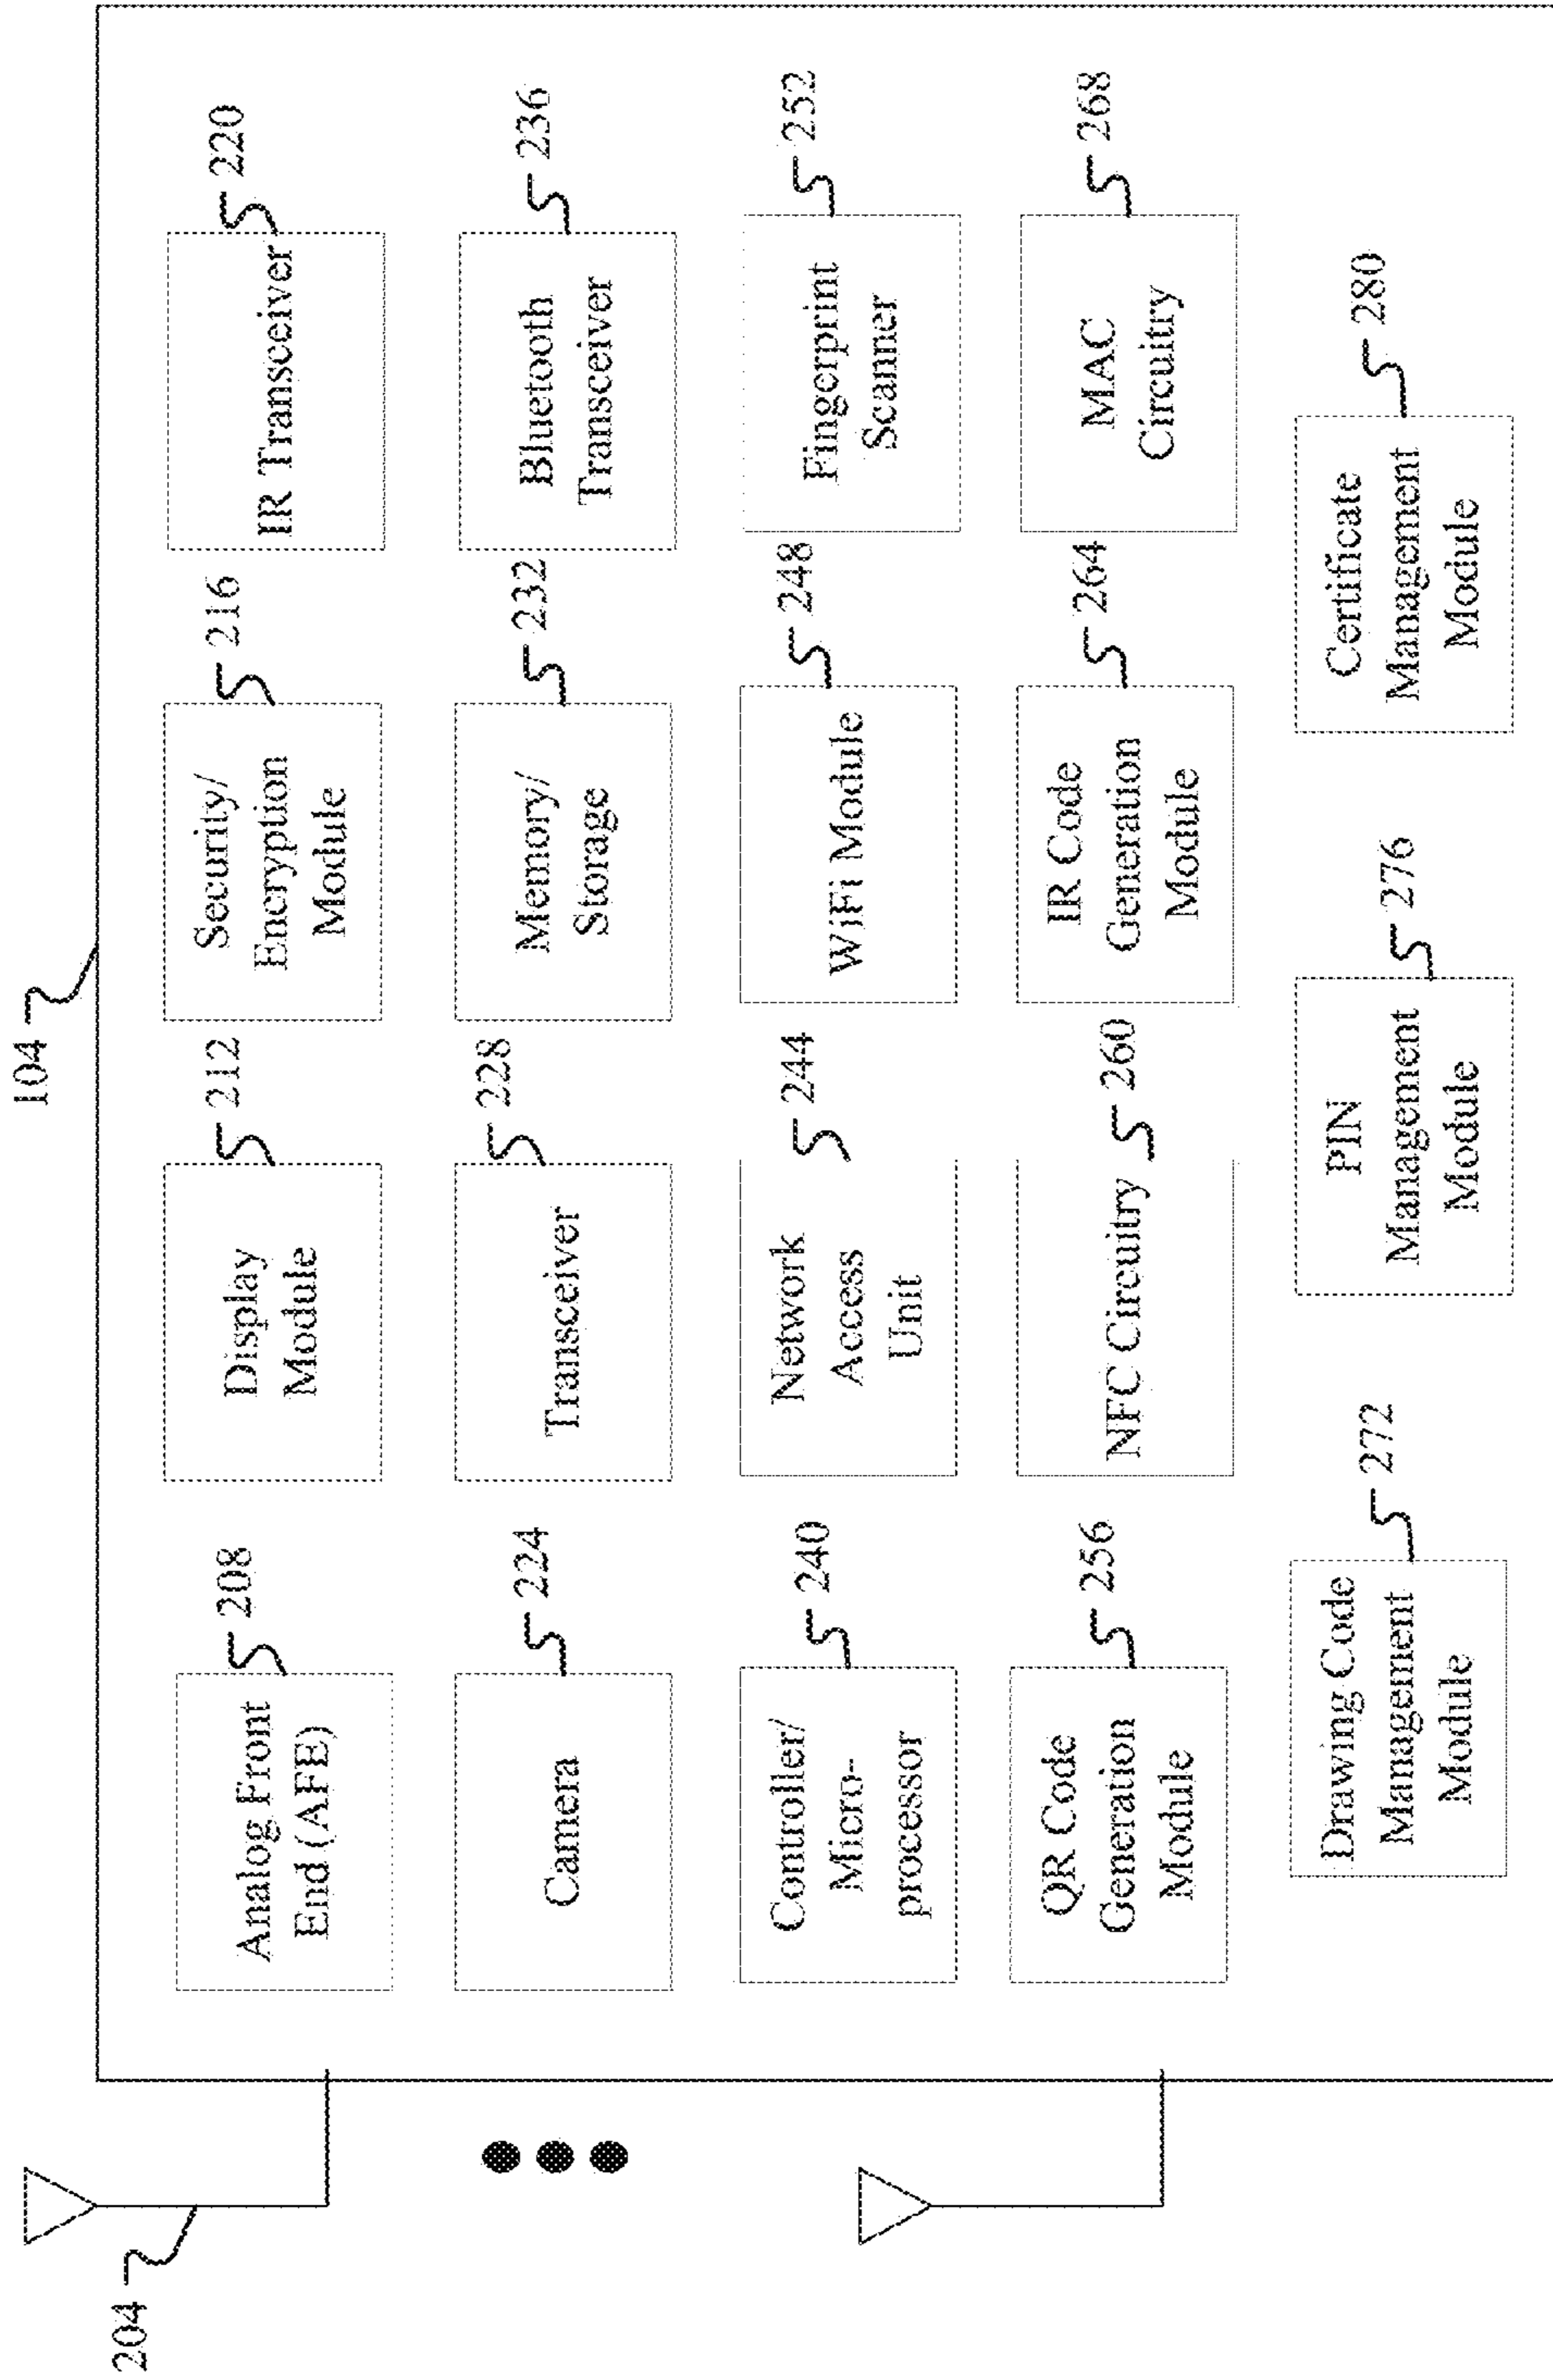 104
204
Analog Front
End (AFE)
208
Display
Module
212
Security/
Encryption
Module
216
IR Transceiver
220
Camera
224
Transceiver
228
Memory/
Storage
232
Bluetooth
Transceiver
236
Controller/
Micro-
processor
240
Network
Access
Unit
244
WiFi Module
248
Fingerprint
Scanner
252
QR Code
Generation
Module
256
NFC Circuitry
260
IR Code
Generation
Module
264
MAC
Circuitry
268
Drawing Code
Management
Module
272
PIN
Management
Module
276
Certificate
Management
Module
280